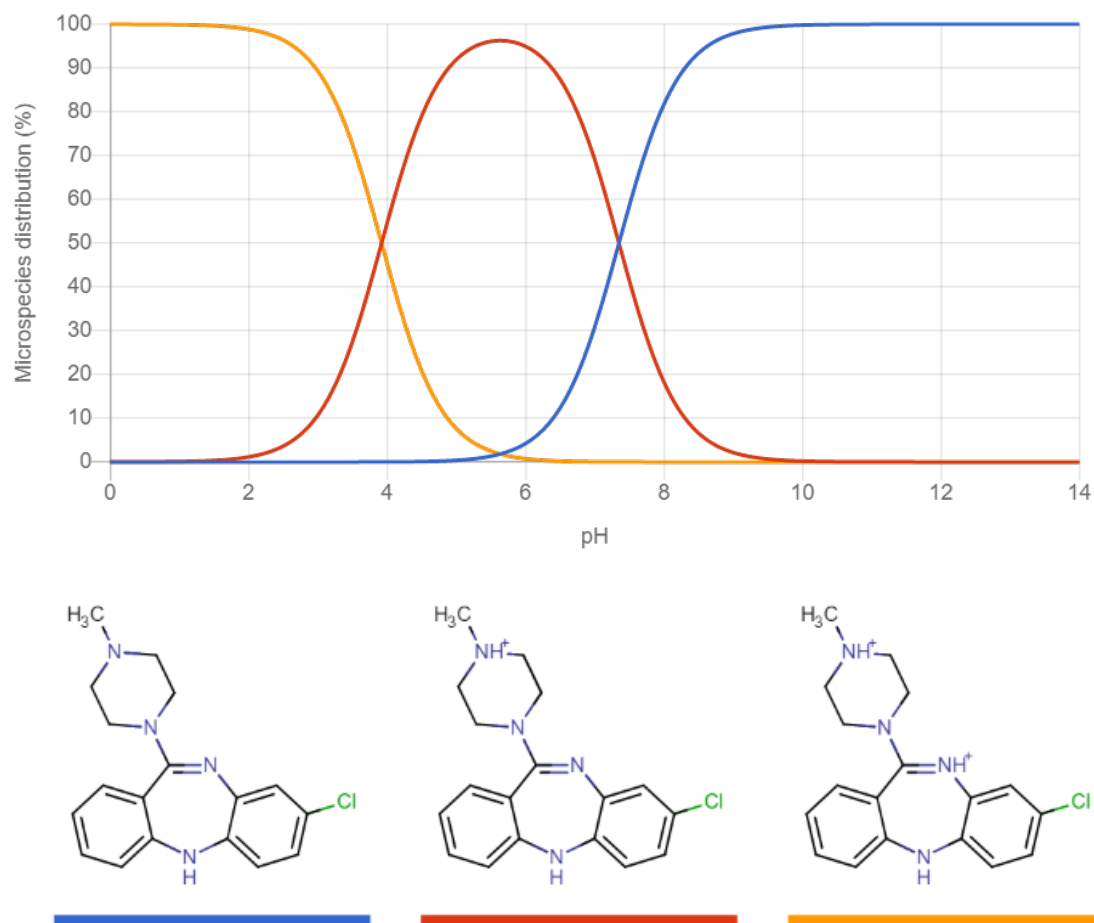 100
90
80
70
60
50
40
30
20
10
0
Microspecies distribution (%)
0 2 4 6 8 10 12 14
pH
H₃C H₃C H₃C
N NH⁺ NH⁺
N N N
N N NH⁺
Cl Cl Cl
N N N
H H H